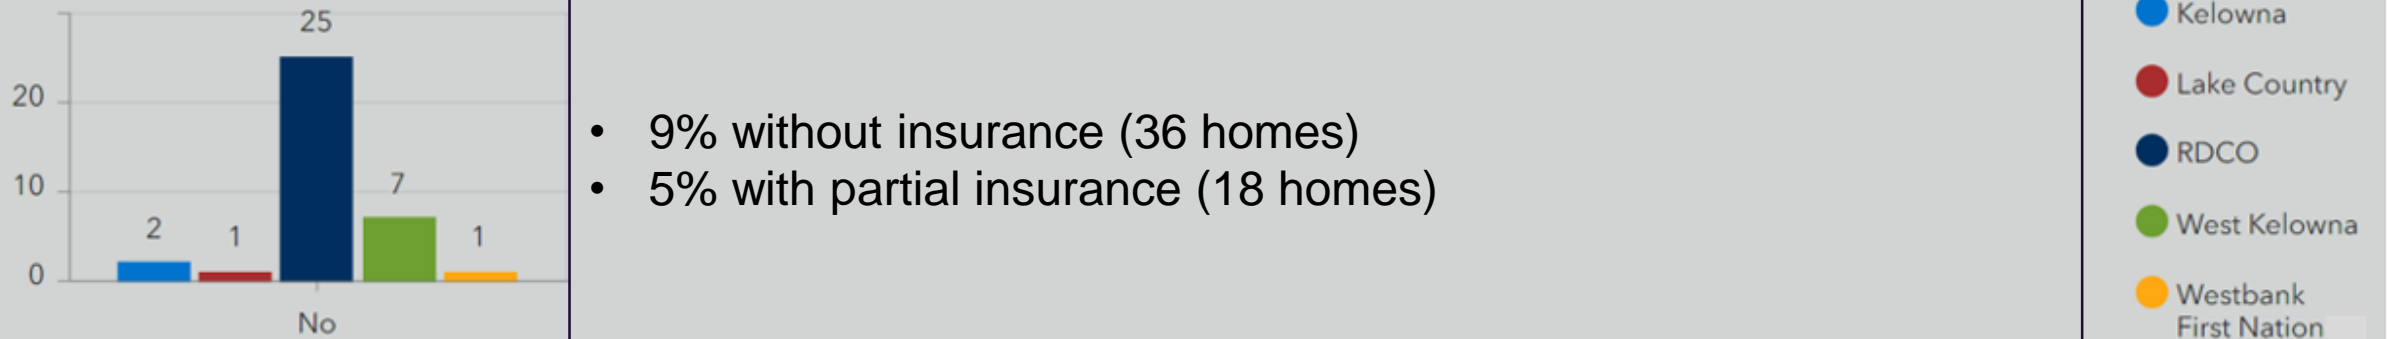 25
20
10
0
2
1
7
1
No
• 9% without insurance (36 homes)
• 5% with partial insurance (18 homes)
Kelowna
Lake Country
RDCO
West Kelowna
Westbank
First Nation